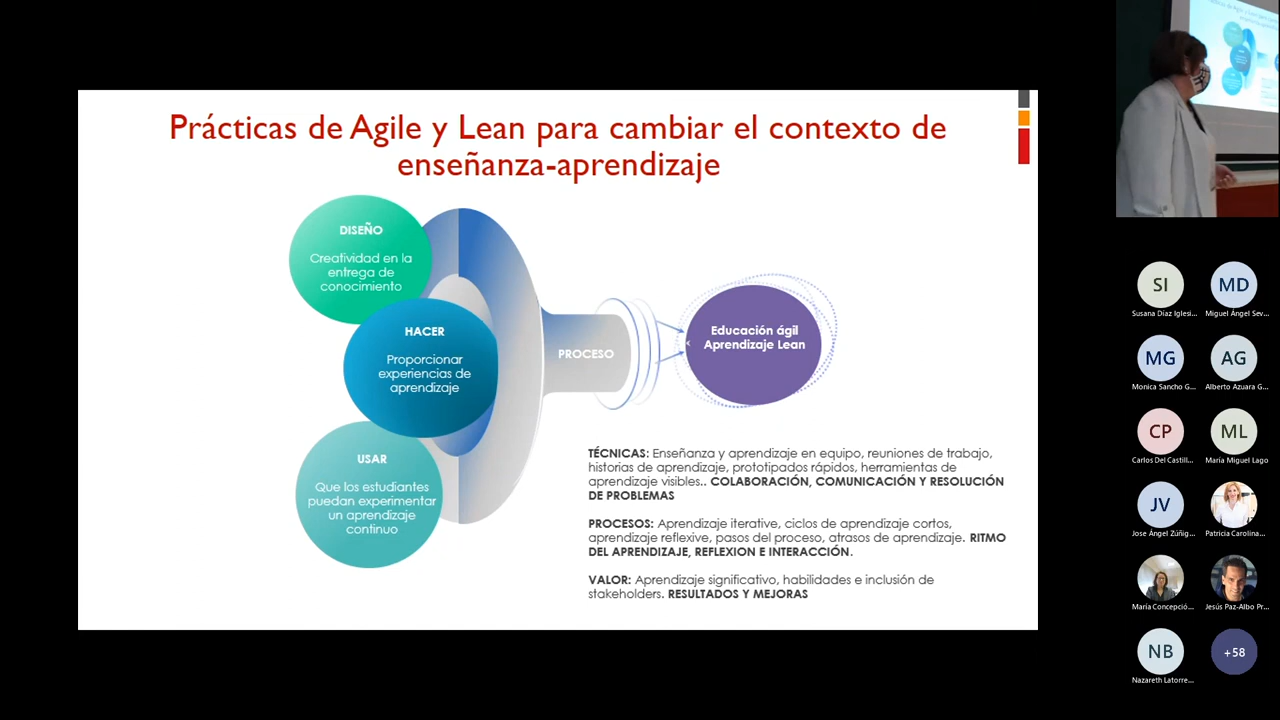 Prácticas de Agile y Lean para cambiar el contexto de
enseñanza-aprendizaje
DISEÑO
Creatividad en la
entrega de
conocimiento
HACER
Proporcionar
experiencias de
aprendizaje
USAR
Que los estudiantes
puedan experimentar
un aprendizaje
continuo
PROCESO
Educación ágil
Aprendizaje Lean
TÉCNICAS: Enseñanza y aprendizaje en equipo, reuniones de trabajo,
historias de aprendizaje, prototipados rápidos, herramientas de
aprendizaje visibles.. COLABORACIÓN, COMUNICACIÓN Y RESOLUCIÓN
DE PROBLEMAS
PROCESOS: Aprendizaje iterative, ciclos de aprendizaje cortos,
aprendizaje reflexive, pasos del proceso, atrasos de aprendizaje. RITMO
DEL APRENDIZAJE, REFLEXION E INTERACCIÓN.
VALOR: Aprendizaje significativo, habilidades e inclusión de
stakeholders. RESULTADOS Y MEJORAS
SI
MD
Susana Díaz Iglesi...
Miguel Ángel Sev...
MG
AG
Monica Sancho G...
Alberto Azuara G...
CP
ML
Carlos Del Castill...
María Miguel Lago
JV
José Ángel Zúñig...
Patricia Carolina...
María Concepció...
Jesús Paz-Albo Pr...
NB
+58
Nazareth Latorre...